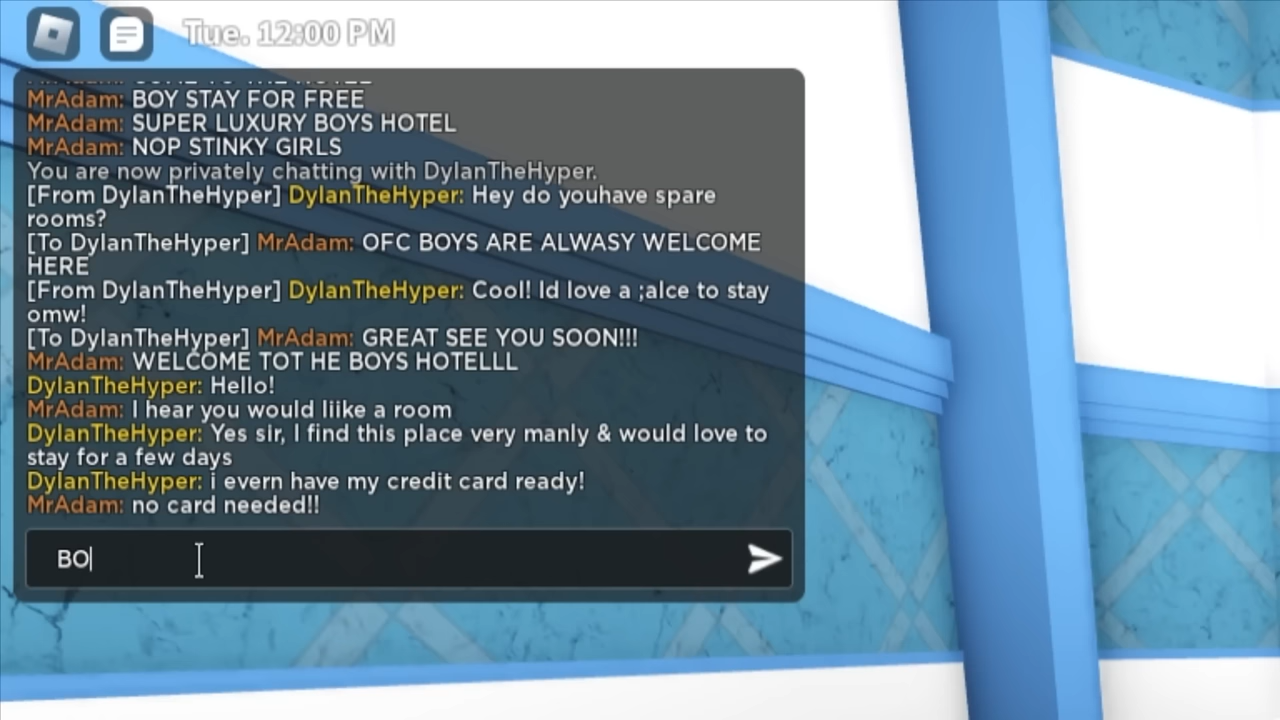 Tue. 12:00 PM
MrAdam: BOY STAY FOR FREE
MrAdam: SUPER LUXURY BOYS HOTEL
MrAdam: NOP STINKY GIRLS
You are now privately chatting with DylanTheHyper.
[From DylanTheHyper] DylanTheHyper: Hey do youhave spare
rooms?
[To DylanTheHyper] MrAdam: OFC BOYS ARE ALWASY WELCOME
HERE
[From DylanTheHyper] DylanTheHyper: Cool! Id love a ;alce to stay
omw!
[To DylanTheHyper] MrAdam: GREAT SEE YOU SOON!!!
MrAdam: WELCOME TOT HE BOYS HOTELLL
DylanTheHyper: Hello!
MrAdam: I hear you would liike a room
DylanTheHyper: Yes sir, I find this place very manly & would love to
stay for a few days
DylanTheHyper: i evern have my credit card ready!
MrAdam: no card needed!!
BO